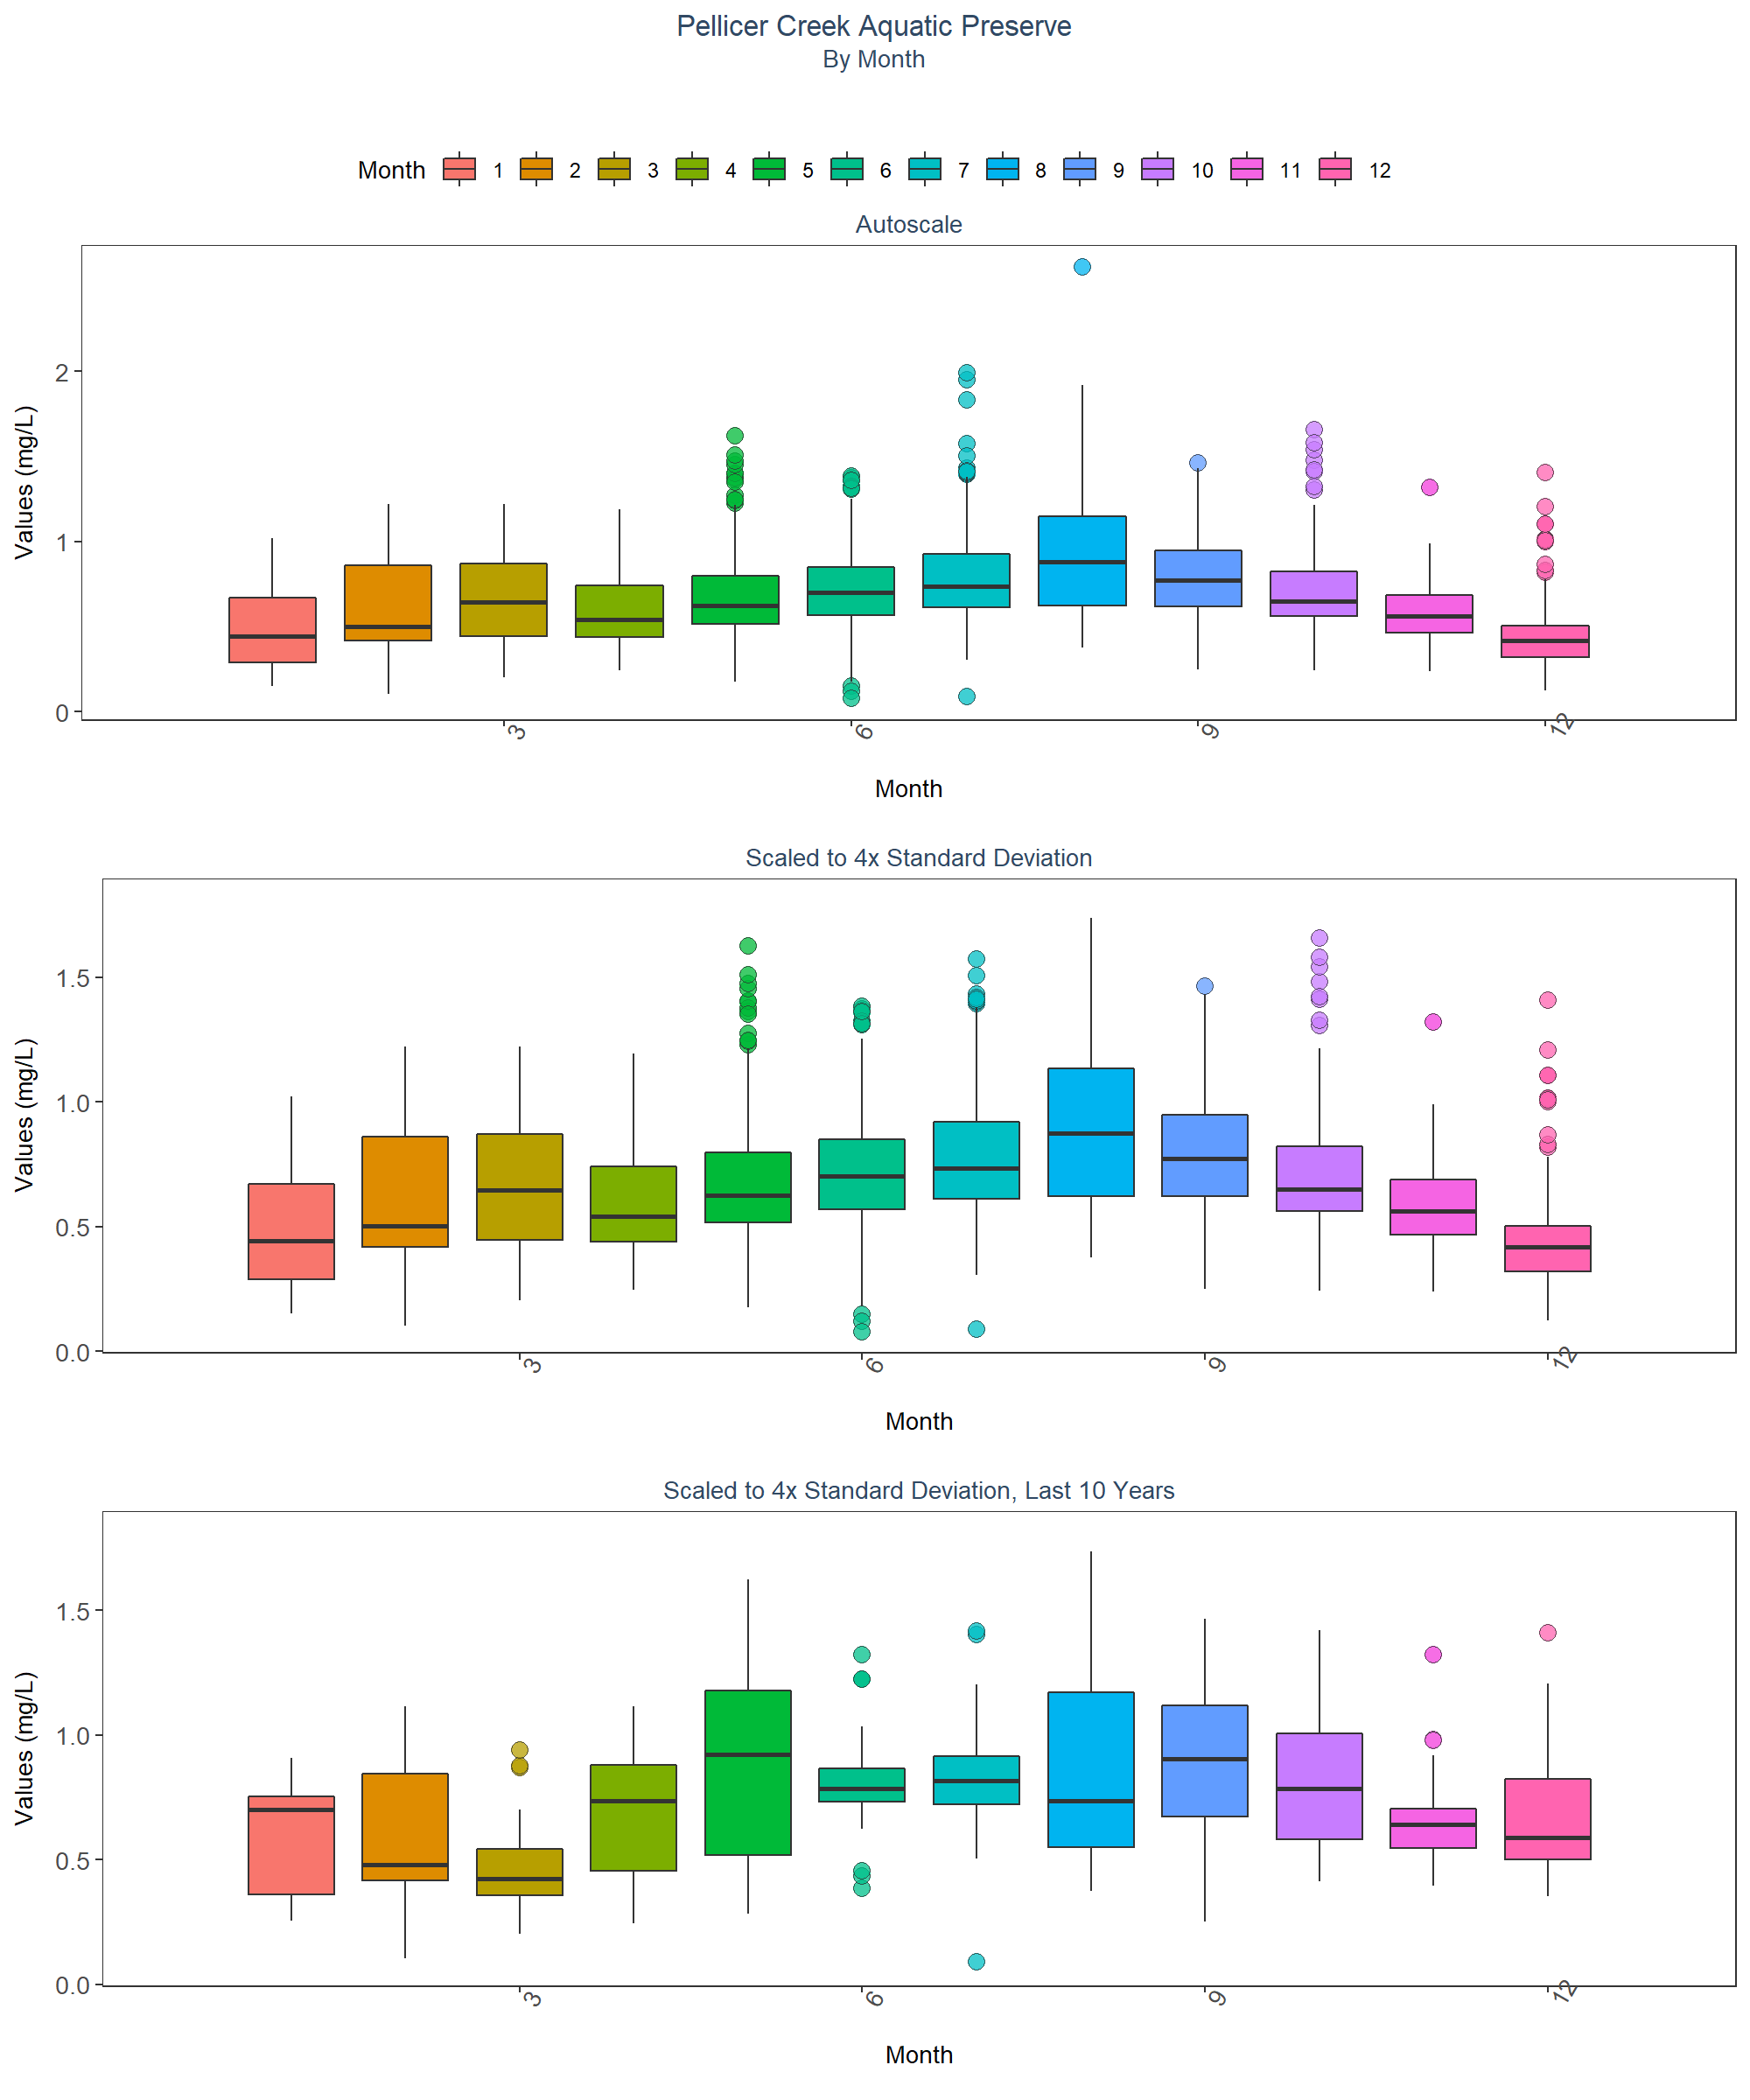 Pellicer Creek Aquatic Preserve
By Month
Month 1 2 3 4 5 6 7 8 9 10 11 12
Autoscale
Values (mg/L)
2
1
0
3 6 9 12
Month
Scaled to 4x Standard Deviation
Values (mg/L)
1.5
1.0
0.5
0.0
3 6 9 12
Month
Scaled to 4x Standard Deviation, Last 10 Years
Values (mg/L)
1.5
1.0
0.5
0.0
3 6 9 12
Month